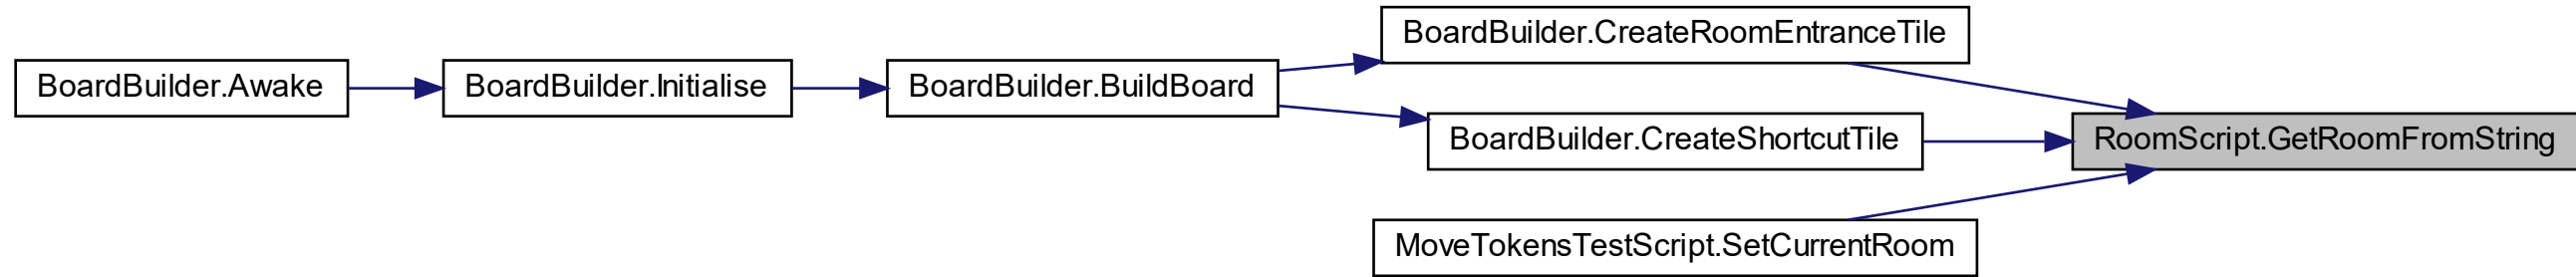 BoardBuilder.CreateRoomEntranceTile
BoardBuilder.Awake
BoardBuilder.Initialise
BoardBuilder.BuildBoard
BoardBuilder.CreateShortcutTile
RoomScript.GetRoomFromString
MoveTokensTestScript.SetCurrentRoom